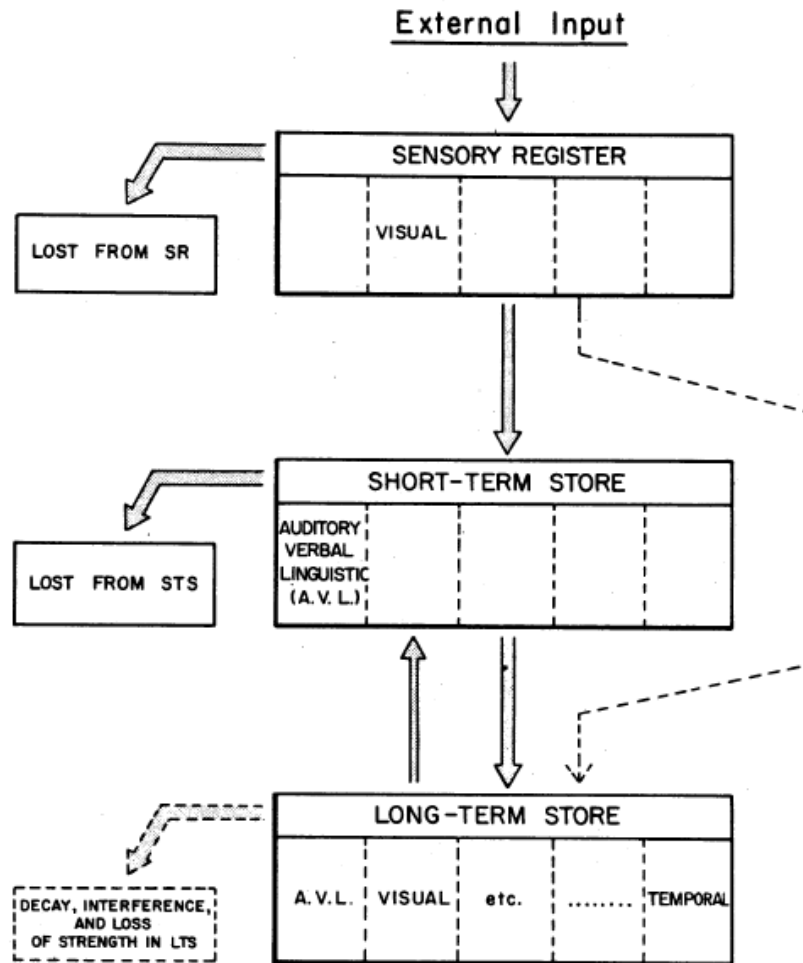 External Input
SENSORY REGISTER
VISUAL
LOST FROM SR
SHORT-TERM STORE
AUDITORY
VERBAL
LINGUISTIC
(A. V. L.)
LOST FROM STS
LONG-TERM STORE
A. V. L.
VISUAL
etc.
........
TEMPORAL
DECAY, INTERFERENCE,
AND LOSS
OF STRENGTH IN LTS